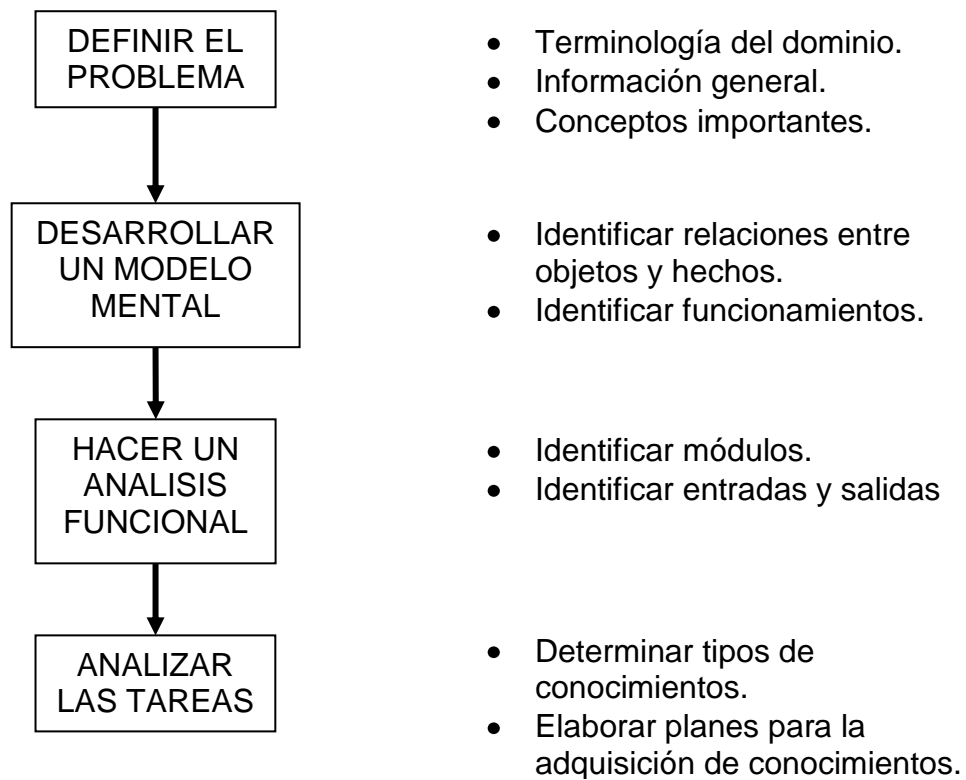 DEFINIR EL
PROBLEMA
• Terminología del dominio.
• Información general.
• Conceptos importantes.
DESARROLLAR
UN MODELO
MENTAL
• Identificar relaciones entre
objetos y hechos.
• Identificar funcionamientos.
HACER UN
ANALISIS
FUNCIONAL
• Identificar módulos.
• Identificar entradas y salidas
ANALIZAR
LAS TAREAS
• Determinar tipos de
conocimientos.
• Elaborar planes para la
adquisición de conocimientos.